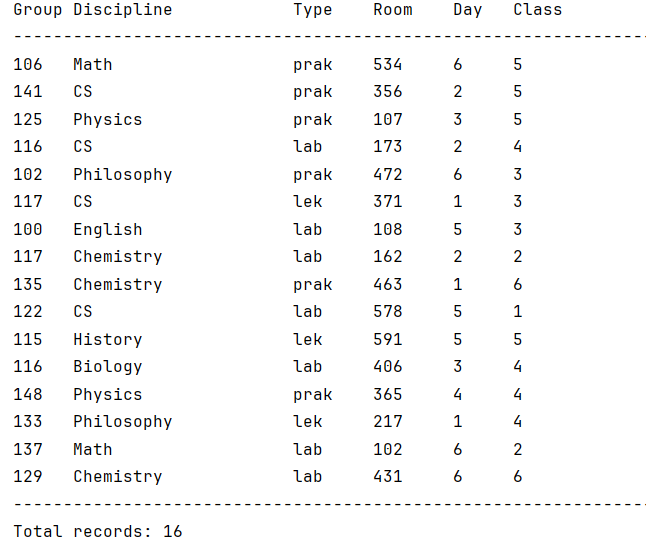 Group Discipline            Type    Room    Day   Class
----------------------------------------------------------------
106   Math                  prak    534     6     5
141   CS                    prak    356     2     5
125   Physics               prak    107     3     5
116   CS                    lab     173     2     4
102   Philosophy            prak    472     6     3
117   CS                    lek     371     1     3
100   English               lab     108     5     3
117   Chemistry             lab     162     2     2
135   Chemistry             prak    463     1     6
122   CS                    lab     578     5     1
115   History               lek     591     5     5
116   Biology               lab     406     3     4
148   Physics               prak    365     4     4
133   Philosophy            lek     217     1     4
137   Math                  lab     102     6     2
129   Chemistry             lab     431     6     6
----------------------------------------------------------------
Total records: 16